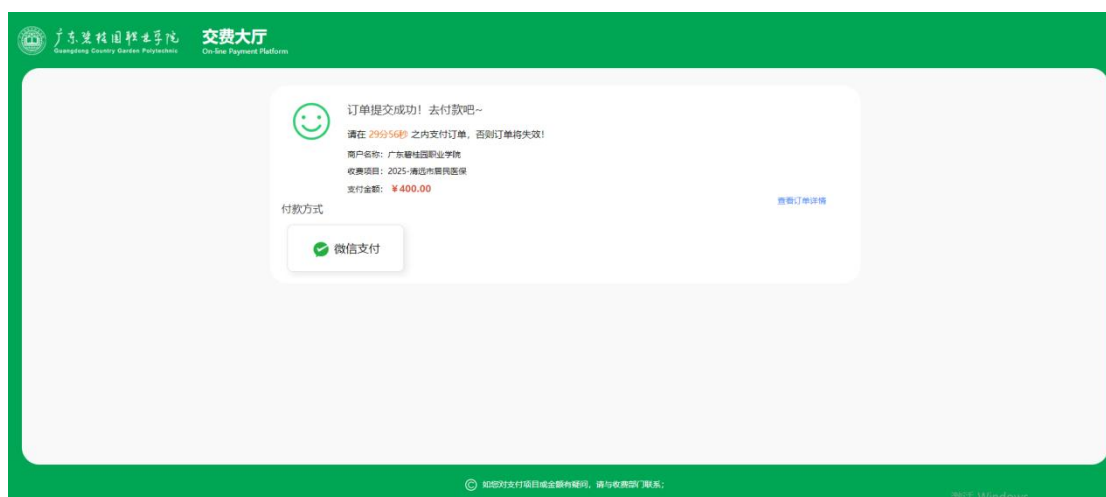 广东碧桂园职业学院
Guangdong Country Garden Polytechnic
交费大厅
On-line Payment Platform
订单提交成功！去付款吧~
请在 29分56秒 之内支付订单，否则订单将失效！
商户名称：广东碧桂园职业学院
收费项目：2025-清远市居民医保
支付金额：￥400.00
查看订单详情
付款方式
微信支付
© 如您对支付项目或金额有疑问，请与收费部门联系；
激活 Windows